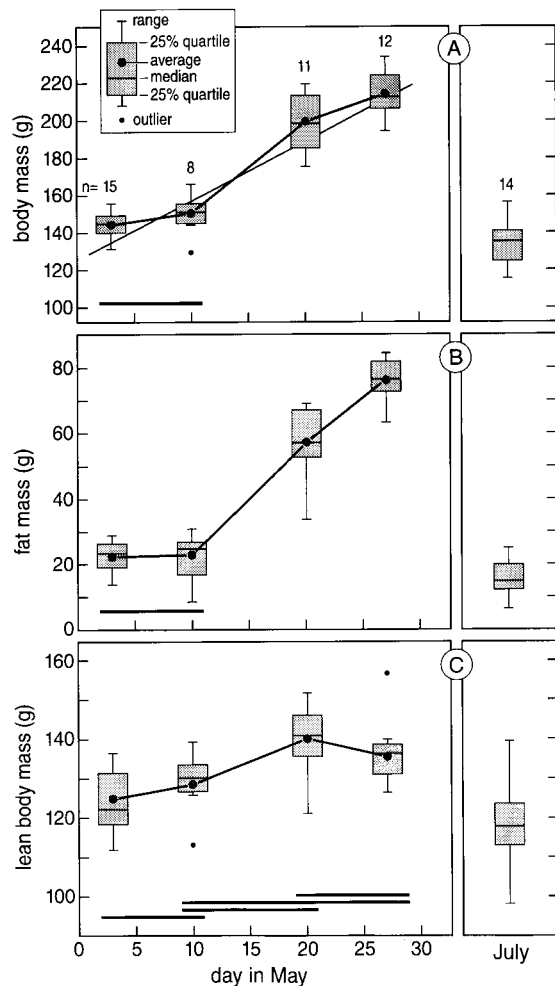 range
25% quartile
average
median
25% quartile
outlier
A
n= 15
8
11
12
14
220
200
180
160
140
120
100
body mass (g)
B
80
60
40
20
0
fat mass (g)
C
160
140
120
100
lean body mass (g)
0 5 10 15 20 25 30
day in May
July